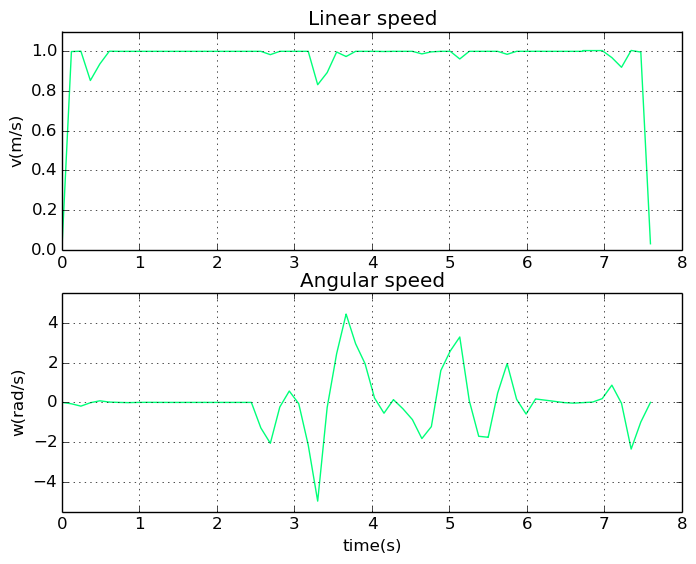 Linear speed
1.0
0.8
0.6
0.4
0.2
0.0
v(m/s)
0 1 2 3 4 5 6 7 8
Angular speed
4
2
0
−2
−4
w(rad/s)
0 1 2 3 4 5 6 7 8
time(s)